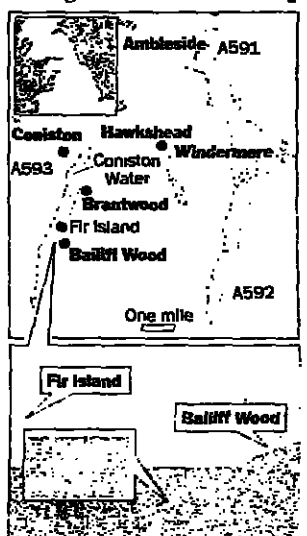 Ambleside A591
Coniston Hawkshead
Windermere
A593 Coniston
Water
Brantwood
Fir Island
Bailiff Wood
A592
One mile
Fir Island
Bailiff Wood